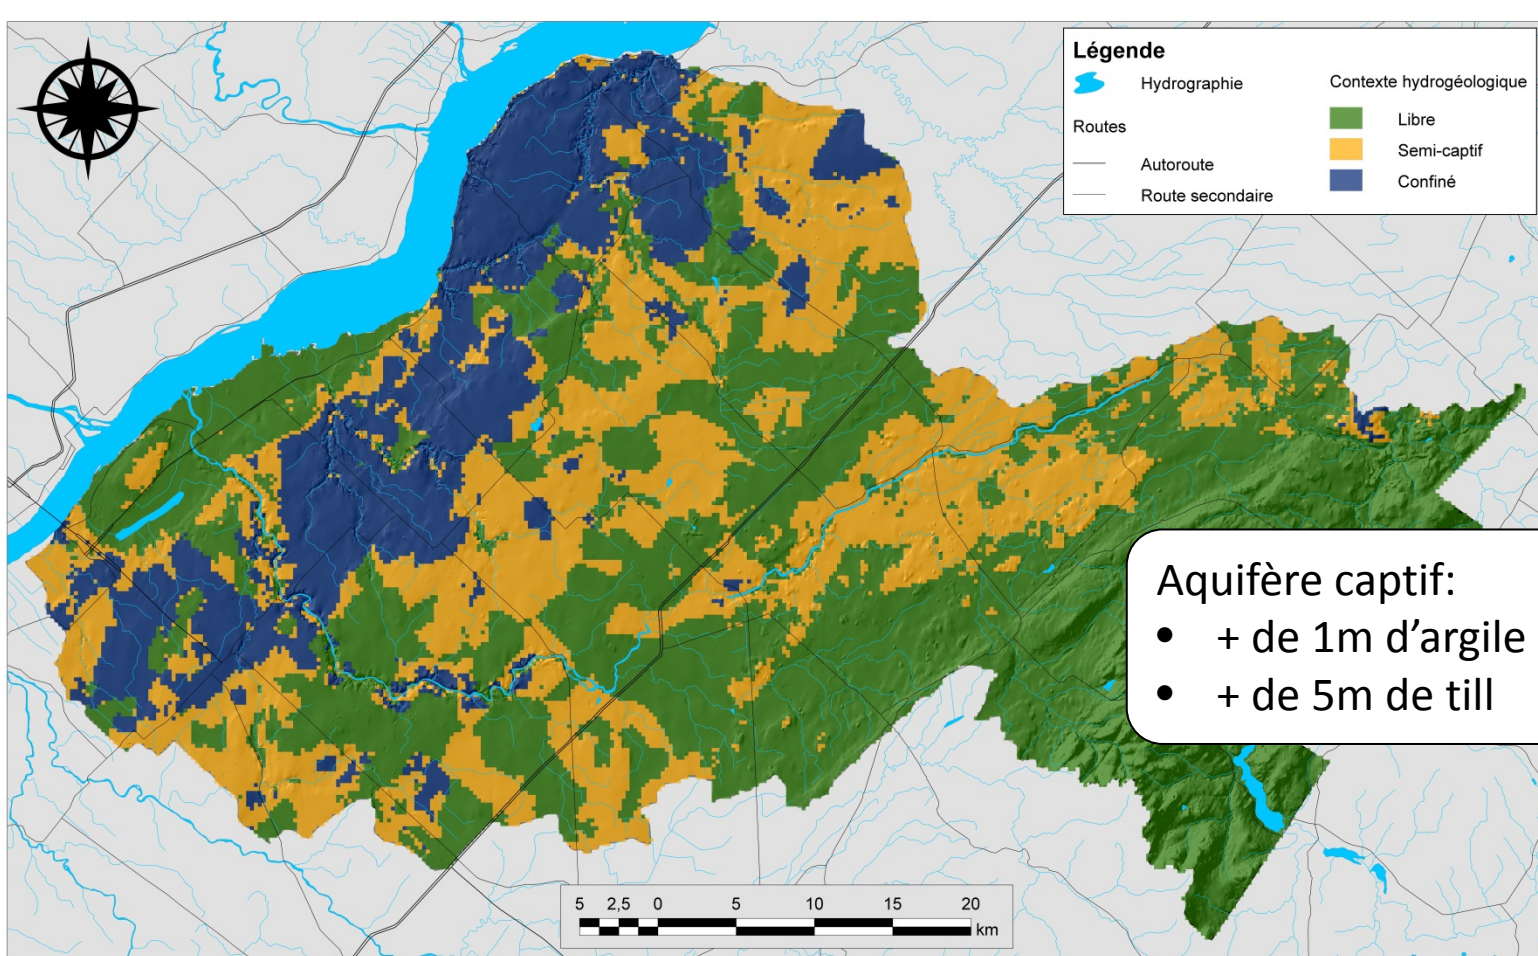 Légende
Hydrographie
Routes
Autoroute
Route secondaire
Contexte hydrogéologique
Libre
Semi-captif
Confiné
Aquifère captif:
• + de 1m d’argile
• + de 5m de till
5 2,5 0 5 10 15 20
km